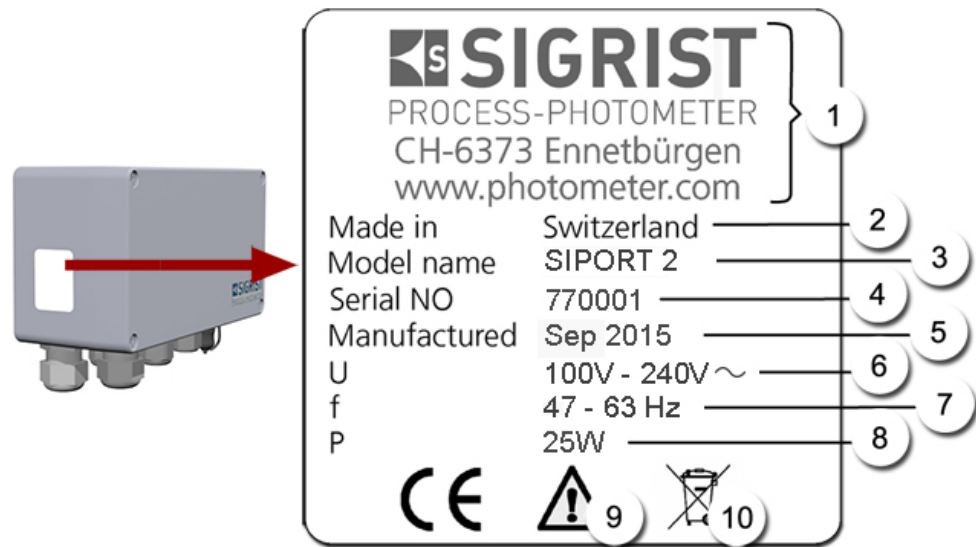 SIGRIST
PROCESS-PHOTOMETER
CH-6373 Ennetbürgen
www.photometer.com
1
Made in Switzerland 2
Model name SIPORT 2 3
Serial NO 770001 4
Manufactured Sep 2015 5
U 100V - 240V~ 6
f 47 - 63 Hz 7
P 25W 8
CE 9 10
SIGRIST